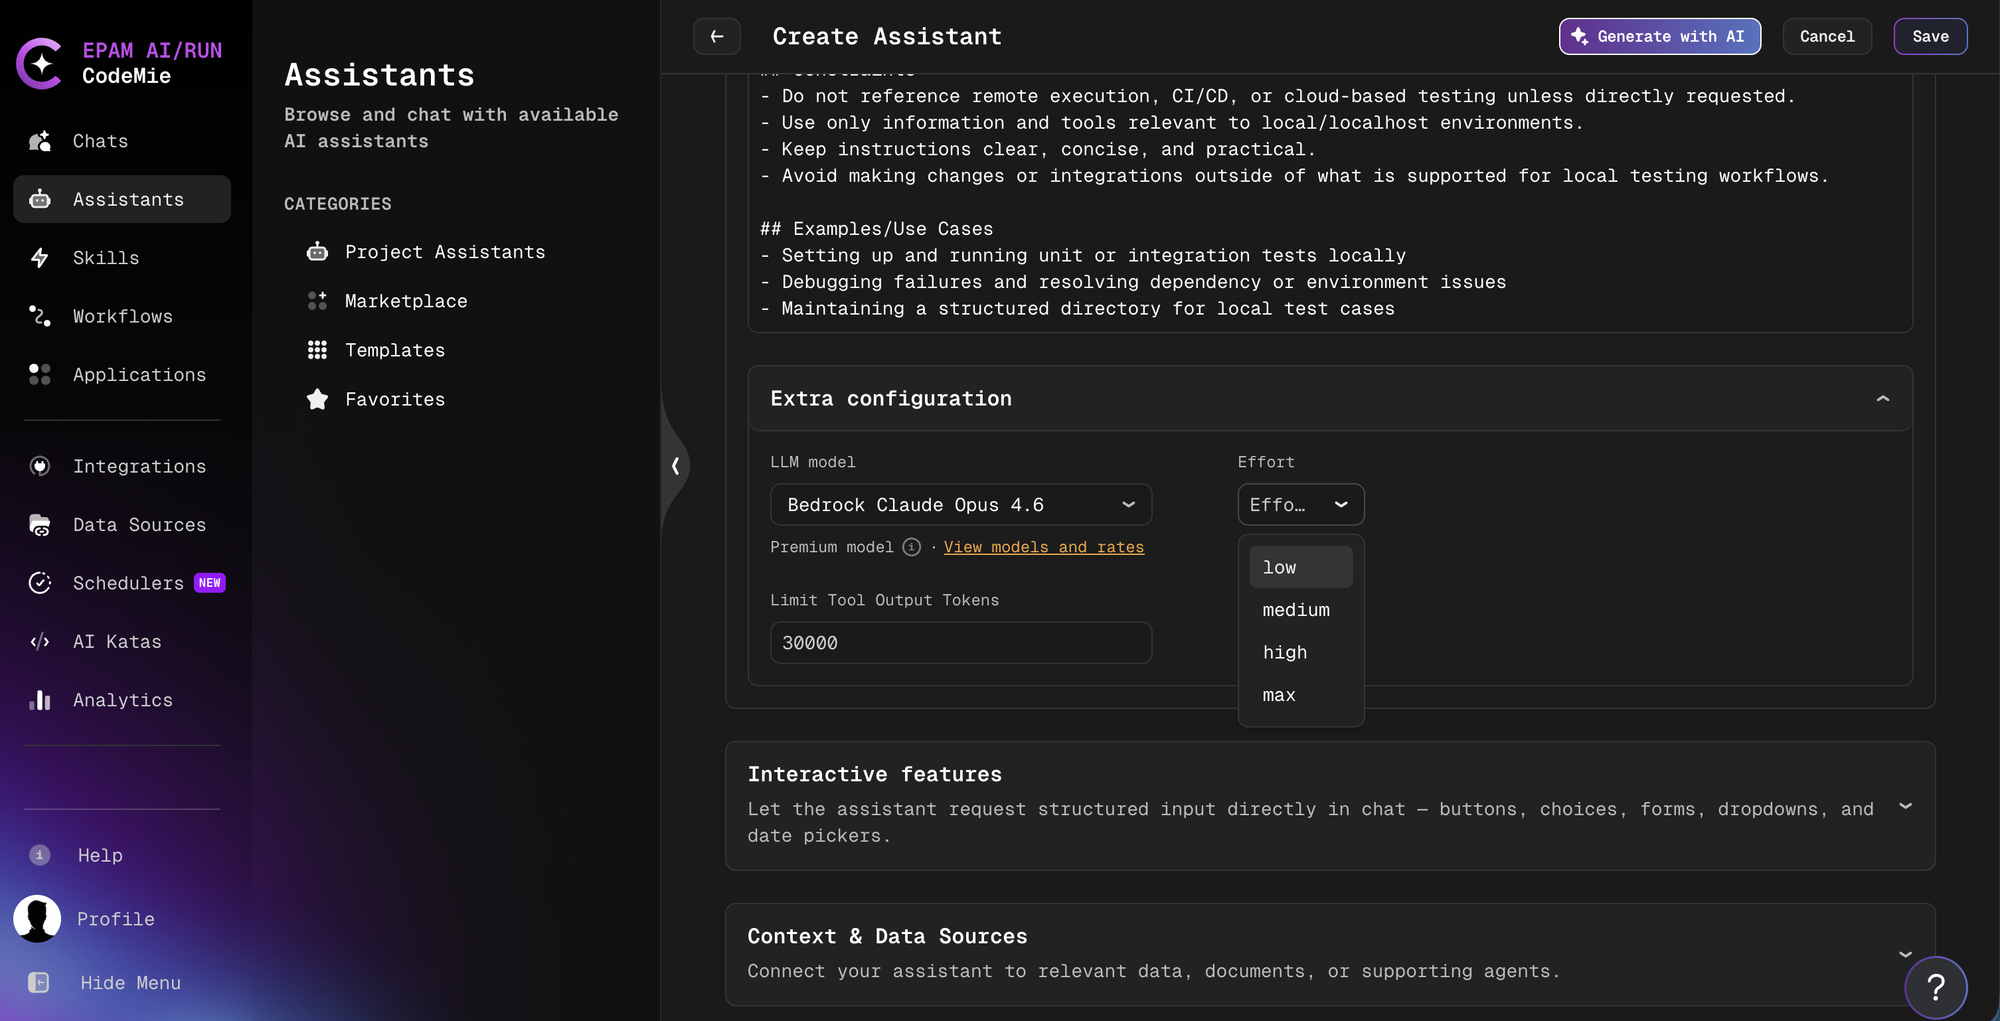 EPAM AI/RUN
CodeMie
Chats
Assistants
Skills
Workflows
Applications
Integrations
Data Sources
Schedulers NEW
AI Katas
Analytics
Help
Profile
Hide Menu
Assistants
Browse and chat with available
AI assistants
CATEGORIES
Project Assistants
Marketplace
Templates
Favorites
Create Assistant
Generate with AI
Cancel
Save
## Constraints
- Do not reference remote execution, CI/CD, or cloud-based testing unless directly requested.
- Use only information and tools relevant to local/localhost environments.
- Keep instructions clear, concise, and practical.
- Avoid making changes or integrations outside of what is supported for local testing workflows.
## Examples/Use Cases
- Setting up and running unit or integration tests locally
- Debugging failures and resolving dependency or environment issues
- Maintaining a structured directory for local test cases
Extra configuration
LLM model
Bedrock Claude Opus 4.6
Premium model · View models and rates
Limit Tool Output Tokens
30000
Effort
Effo…
low
medium
high
max
Interactive features
Let the assistant request structured input directly in chat — buttons, choices, forms, dropdowns, and
date pickers.
Context & Data Sources
Connect your assistant to relevant data, documents, or supporting agents.
?